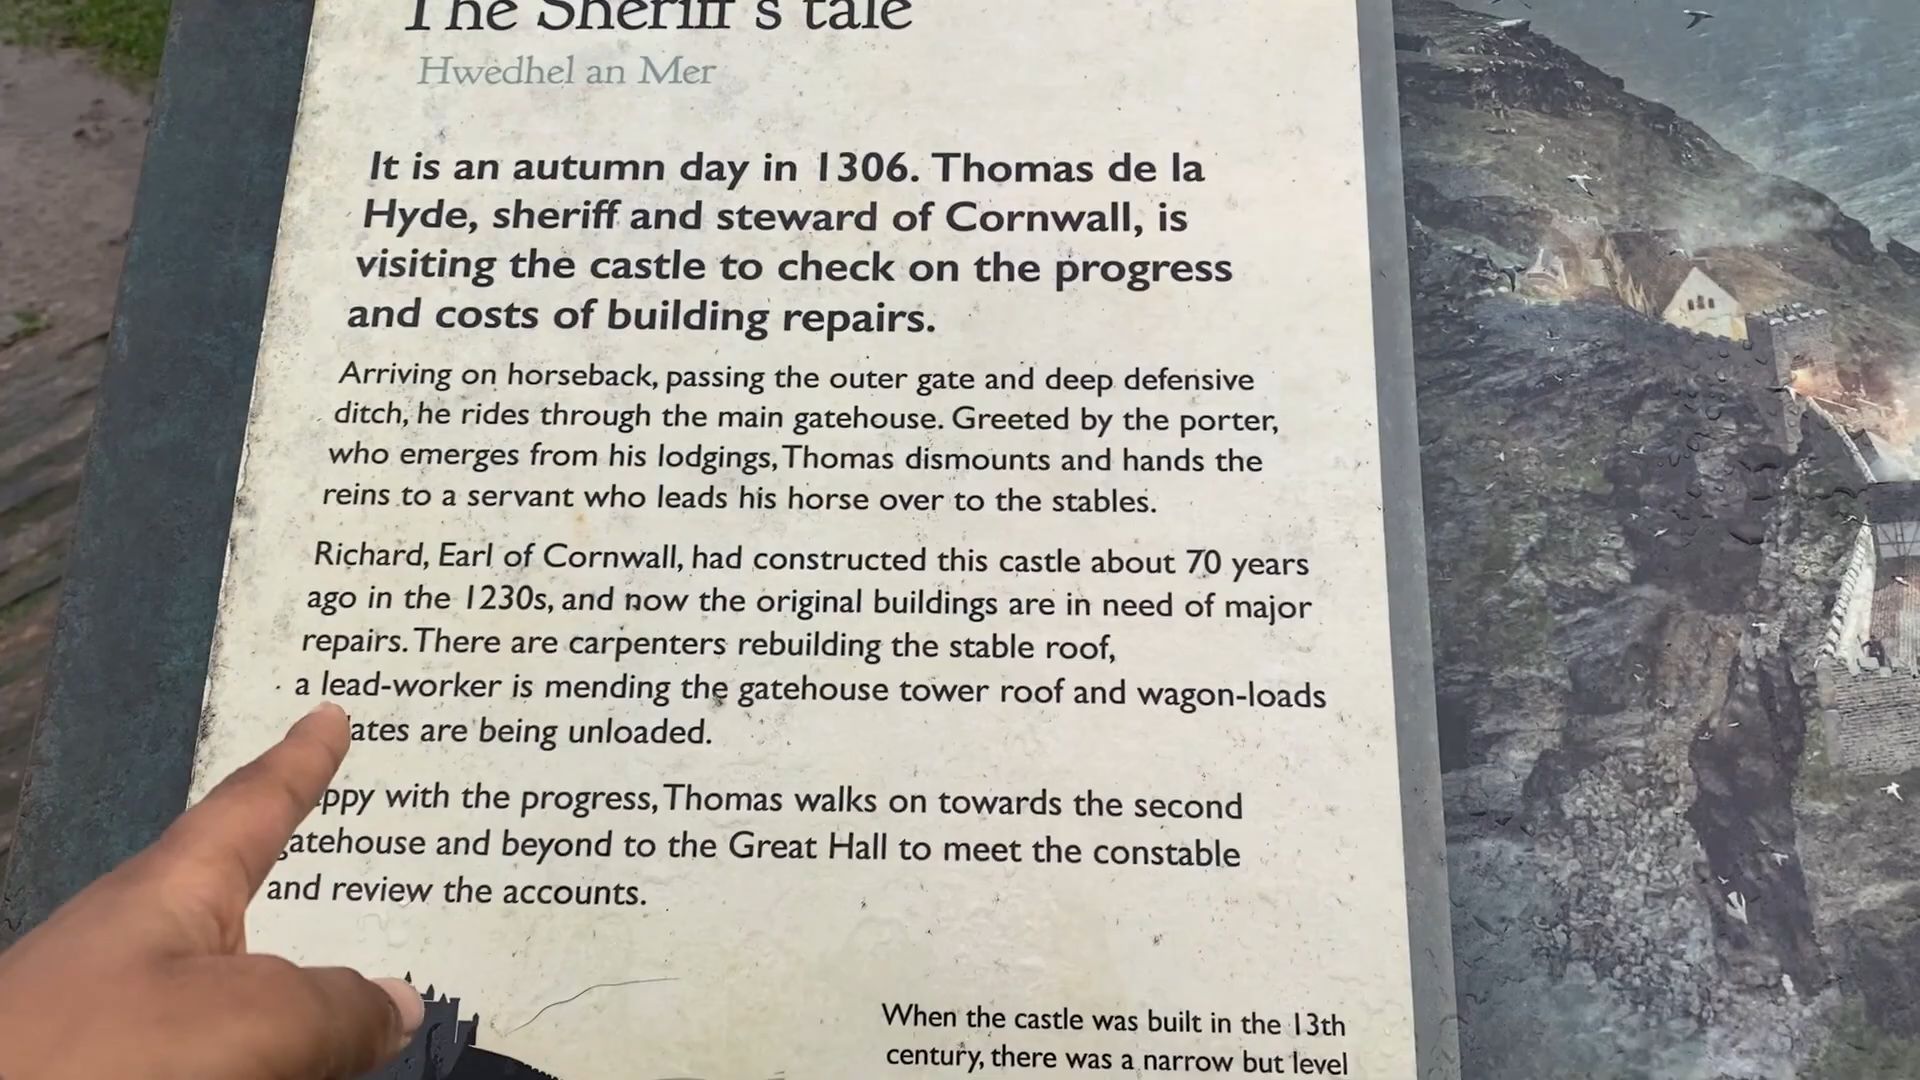 The Sheriff's tale
Hwedhel an Mer
It is an autumn day in 1306. Thomas de la
Hyde, sheriff and steward of Cornwall, is
visiting the castle to check on the progress
and costs of building repairs.
Arriving on horseback, passing the outer gate and deep defensive
ditch, he rides through the main gatehouse. Greeted by the porter,
who emerges from his lodgings, Thomas dismounts and hands the
reins to a servant who leads his horse over to the stables.
Richard, Earl of Cornwall, had constructed this castle about 70 years
ago in the 1230s, and now the original buildings are in need of major
repairs. There are carpenters rebuilding the stable roof,
a lead-worker is mending the gatehouse tower roof and wagon-loads
are being unloaded.
with the progress, Thomas walks on towards the second
gatehouse and beyond to the Great Hall to meet the constable
and review the accounts.
When the castle was built in the 13th
century, there was a narrow but level